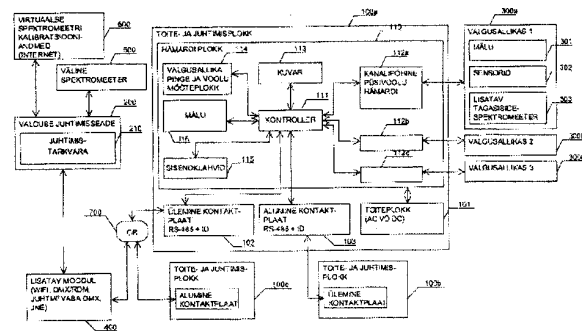 VIRTUAALSE
SPEKTROMEETRI
KALIBRATSIOONI-
ANDMED
(INTERNET)
600
VÄLINE
SPEKTROMEETER
500
200
VALGUSE JUHTIMISSEADE
210
JUHTIMIS-
TARKVARA
LISATAV MOODUL
(WIFI, DMX/RDM,
JUHTMEVABA DMX,
JNE)
400
700
OR
100a
TOITE- JA JUHTIMISPLOKK
110
HÄMARDIPLOKK
114
VALGUSALLIKA
PINGE JA VOOLU
MÕÕTEPLOKK
113
KUVAR
112a
KANALIPÕHINE
PÜSIVOOLU
HÄMARDI
MÄLU
116
111
KONTROLLER
112b
112c
115
SISENDKLAHVID
ÜLEMINE KONTAKT-
PLAAT
RS-485 + ID
102
ALUMINE KONTAKT-
PLAAT
RS-485 + ID
103
TOITEPLOKK
(AC VÕI DC)
101
300a
VALGUSALLIKAS 1
MÄLU
301
SENSORID
302
LISATAV
TAGASISIDE-
SPEKTROMEETER
303
VALGUSALLIKAS 2
VALGUSALLIKAS 3
TOITE- JA JUHTIMIS-
PLOKK
ALUMINE
KONTAKTPLAAT
TOITE- JA JUHTIMIS-
PLOKK
100b
ÜLEMINE
KONTAKTPLAAT